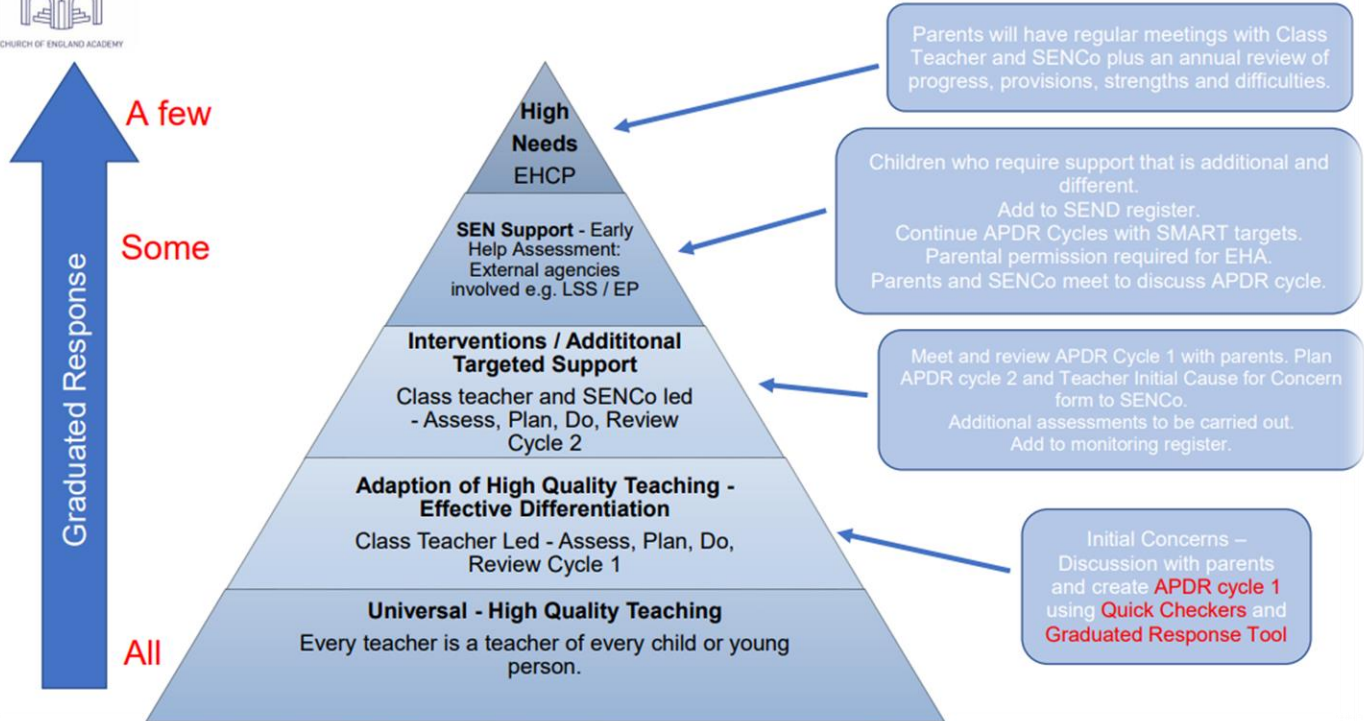 CHURCH OF ENGLAND ACADEMY
Graduated Response
A few
Some
All
High
Needs
EHCP
SEN Support - Early
Help Assessment:
External agencies
involved e.g. LSS / EP
Interventions / Addititonal
Targeted Support
Class teacher and SENCo led
- Assess, Plan, Do, Review
Cycle 2
Adaption of High Quality Teaching -
Effective Differentiation
Class Teacher Led - Assess, Plan, Do,
Review Cycle 1
Universal - High Quality Teaching
Every teacher is a teacher of every child or young
person.
Parents will have regular meetings with Class
Teacher and SENCo plus an annual review of
progress, provisions, strengths and difficulties.
Children who require support that is additional and
different.
Add to SEND register.
Continue APDR Cycles with SMART targets.
Parental permission required for EHA.
Parents and SENCo meet to discuss APDR cycle.
Meet and review APDR Cycle 1 with parents. Plan
APDR cycle 2 and Teacher Initial Cause for Concern
form to SENCo.
Additional assessments to be carried out.
Add to monitoring register.
Initial Concerns –
Discussion with parents
and create APDR cycle 1
using Quick Checkers and
Graduated Response Tool